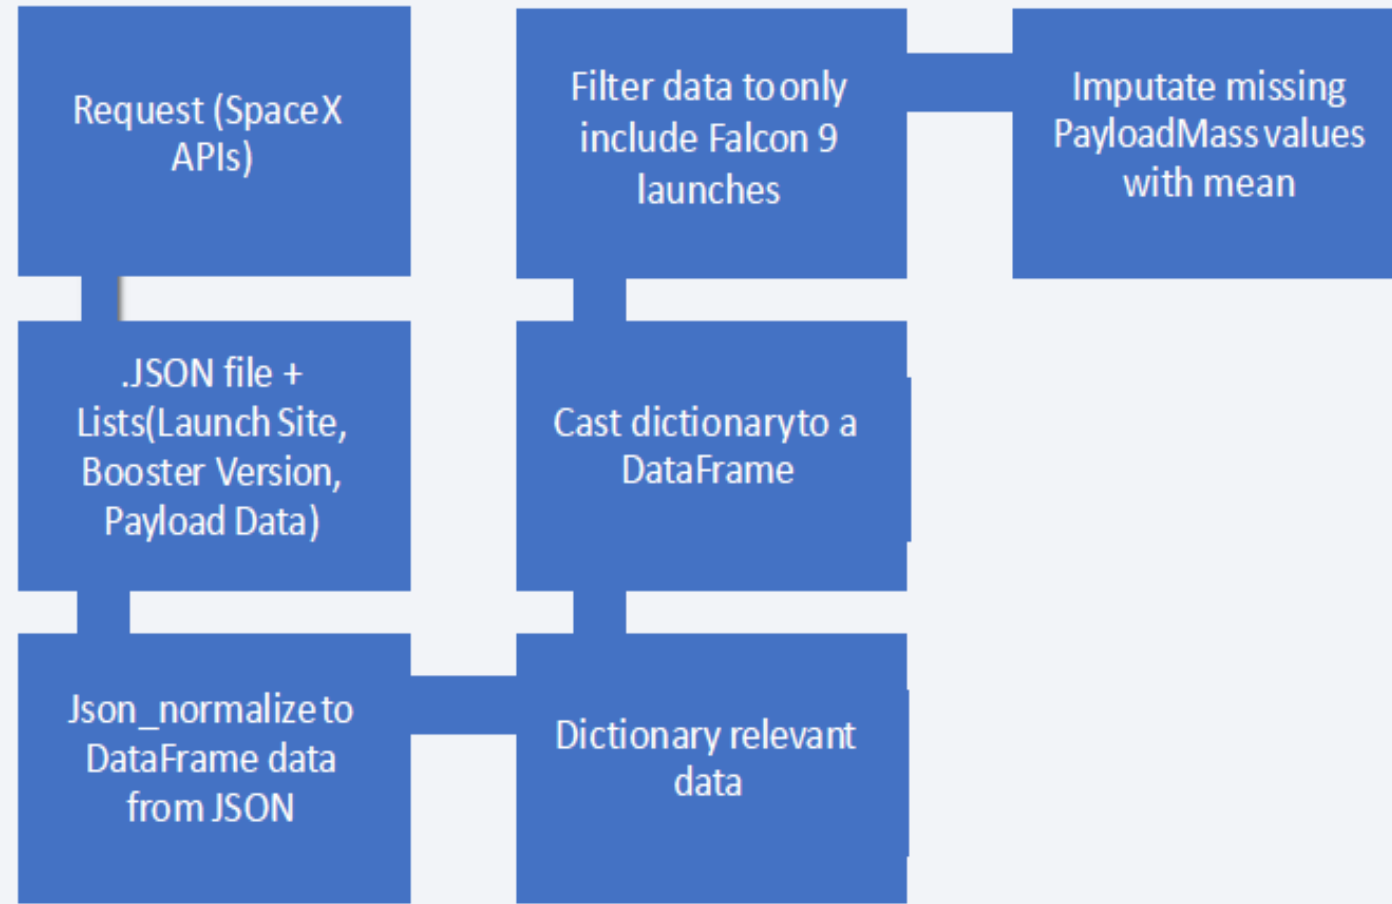 Request (SpaceX
APIs)
.JSON file +
Lists(Launch Site,
Booster Version,
Payload Data)
Json_normalize to
DataFrame data
from JSON
Dictionary relevant
data
Cast dictionary to a
DataFrame
Filter data to only
include Falcon 9
launches
Imputate missing
PayloadMass values
with mean